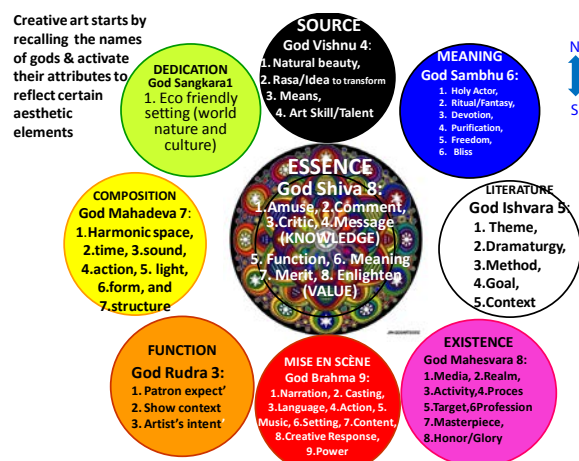 Creative art starts by
recalling the names
of gods & activate
their attributes to
reflect certain
aesthetic
elements
SOURCE
God Vishnu 4:
1. Natural beauty,
2. Rasa/Idea to transform
3. Means,
4. Art Skill/Talent
MEANING
God Sambhu 6:
1. Holy Actor,
2. Ritual/Fantasy,
3. Devotion,
4. Purification,
5. Freedom,
6. Bliss
N
S
DEDICATION
God Sangkara1
1. Eco friendly
setting (world
nature and
culture)
ESSENCE
God Shiva 8:
1.Amuse, 2.Comment,
3.Critic, 4.Message
(KNOWLEDGE)
5. Function, 6. Meaning
7. Merit, 8. Enlighten
(VALUE)
COMPOSITION
God Mahadeva 7:
1.Harmonic space,
2.time, 3.sound,
4.action, 5. light,
6.form, and
7.structure
LITERATURE
God Ishvara 5:
1. Theme,
2.Dramaturgy,
3.Method,
4.Goal,
5.Context
FUNCTION
God Rudra 3:
1. Patron expect'
2. Show context
3. Artist's intent'
MISE EN SCÈNE
God Brahma 9:
1.Narration, 2. Casting,
3.Language, 4.Action, 5.
Music, 6.Setting, 7.Content,
8.Creative Response,
9.Power
EXISTENCE
God Mahesvara 8:
1.Media, 2.Realm,
3.Activity,4.Proces
5.Target,6Profession
7.Masterpiece,
8.Honor/Glory